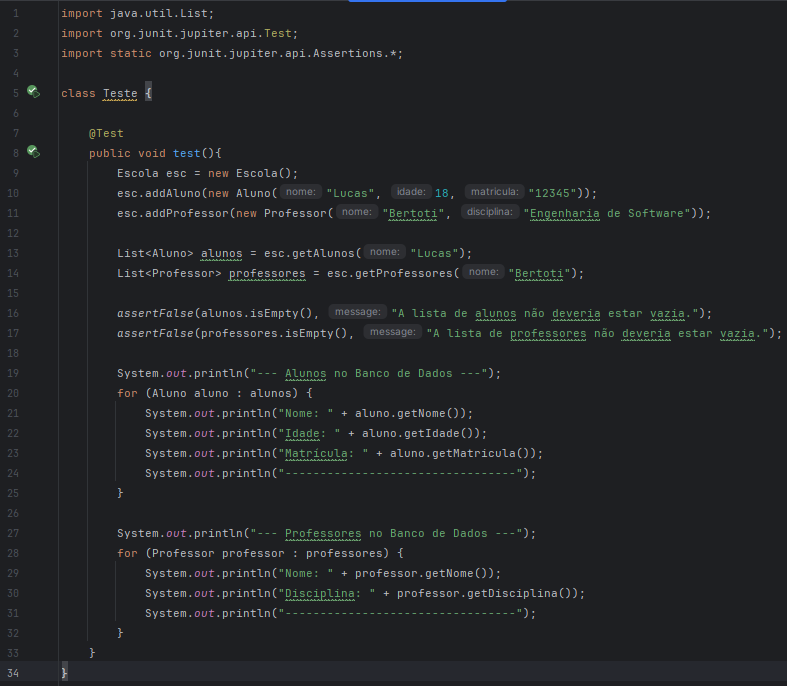 1 import java.util.List;
2 import org.junit.jupiter.api.Test;
3 import static org.junit.jupiter.api.Assertions.*;
4
5 class Teste {
6
7 @Test
8 public void test(){
9 Escola esc = new Escola();
10 esc.addAluno(new Aluno( nome: "Lucas", idade: 18, matricula: "12345"));
11 esc.addProfessor(new Professor( nome: "Bertoti", disciplina: "Engenharia de Software"));
12
13 List<Aluno> alunos = esc.getAlunos( nome: "Lucas");
14 List<Professor> professores = esc.getProfessores( nome: "Bertoti");
15
16 assertFalse(alunos.isEmpty(), message: "A lista de alunos não deveria estar vazia.");
17 assertFalse(professores.isEmpty(), message: "A lista de professores não deveria estar vazia.");
18
19 System.out.println("--- Alunos no Banco de Dados ---");
20 for (Aluno aluno : alunos) {
21 System.out.println("Nome: " + aluno.getNome());
22 System.out.println("Idade: " + aluno.getIdade());
23 System.out.println("Matrícula: " + aluno.getMatricula());
24 System.out.println("---------------------------------");
25 }
26
27 System.out.println("--- Professores no Banco de Dados ---");
28 for (Professor professor : professores) {
29 System.out.println("Nome: " + professor.getNome());
30 System.out.println("Disciplina: " + professor.getDisciplina());
31 System.out.println("---------------------------------");
32 }
33 }
34 }